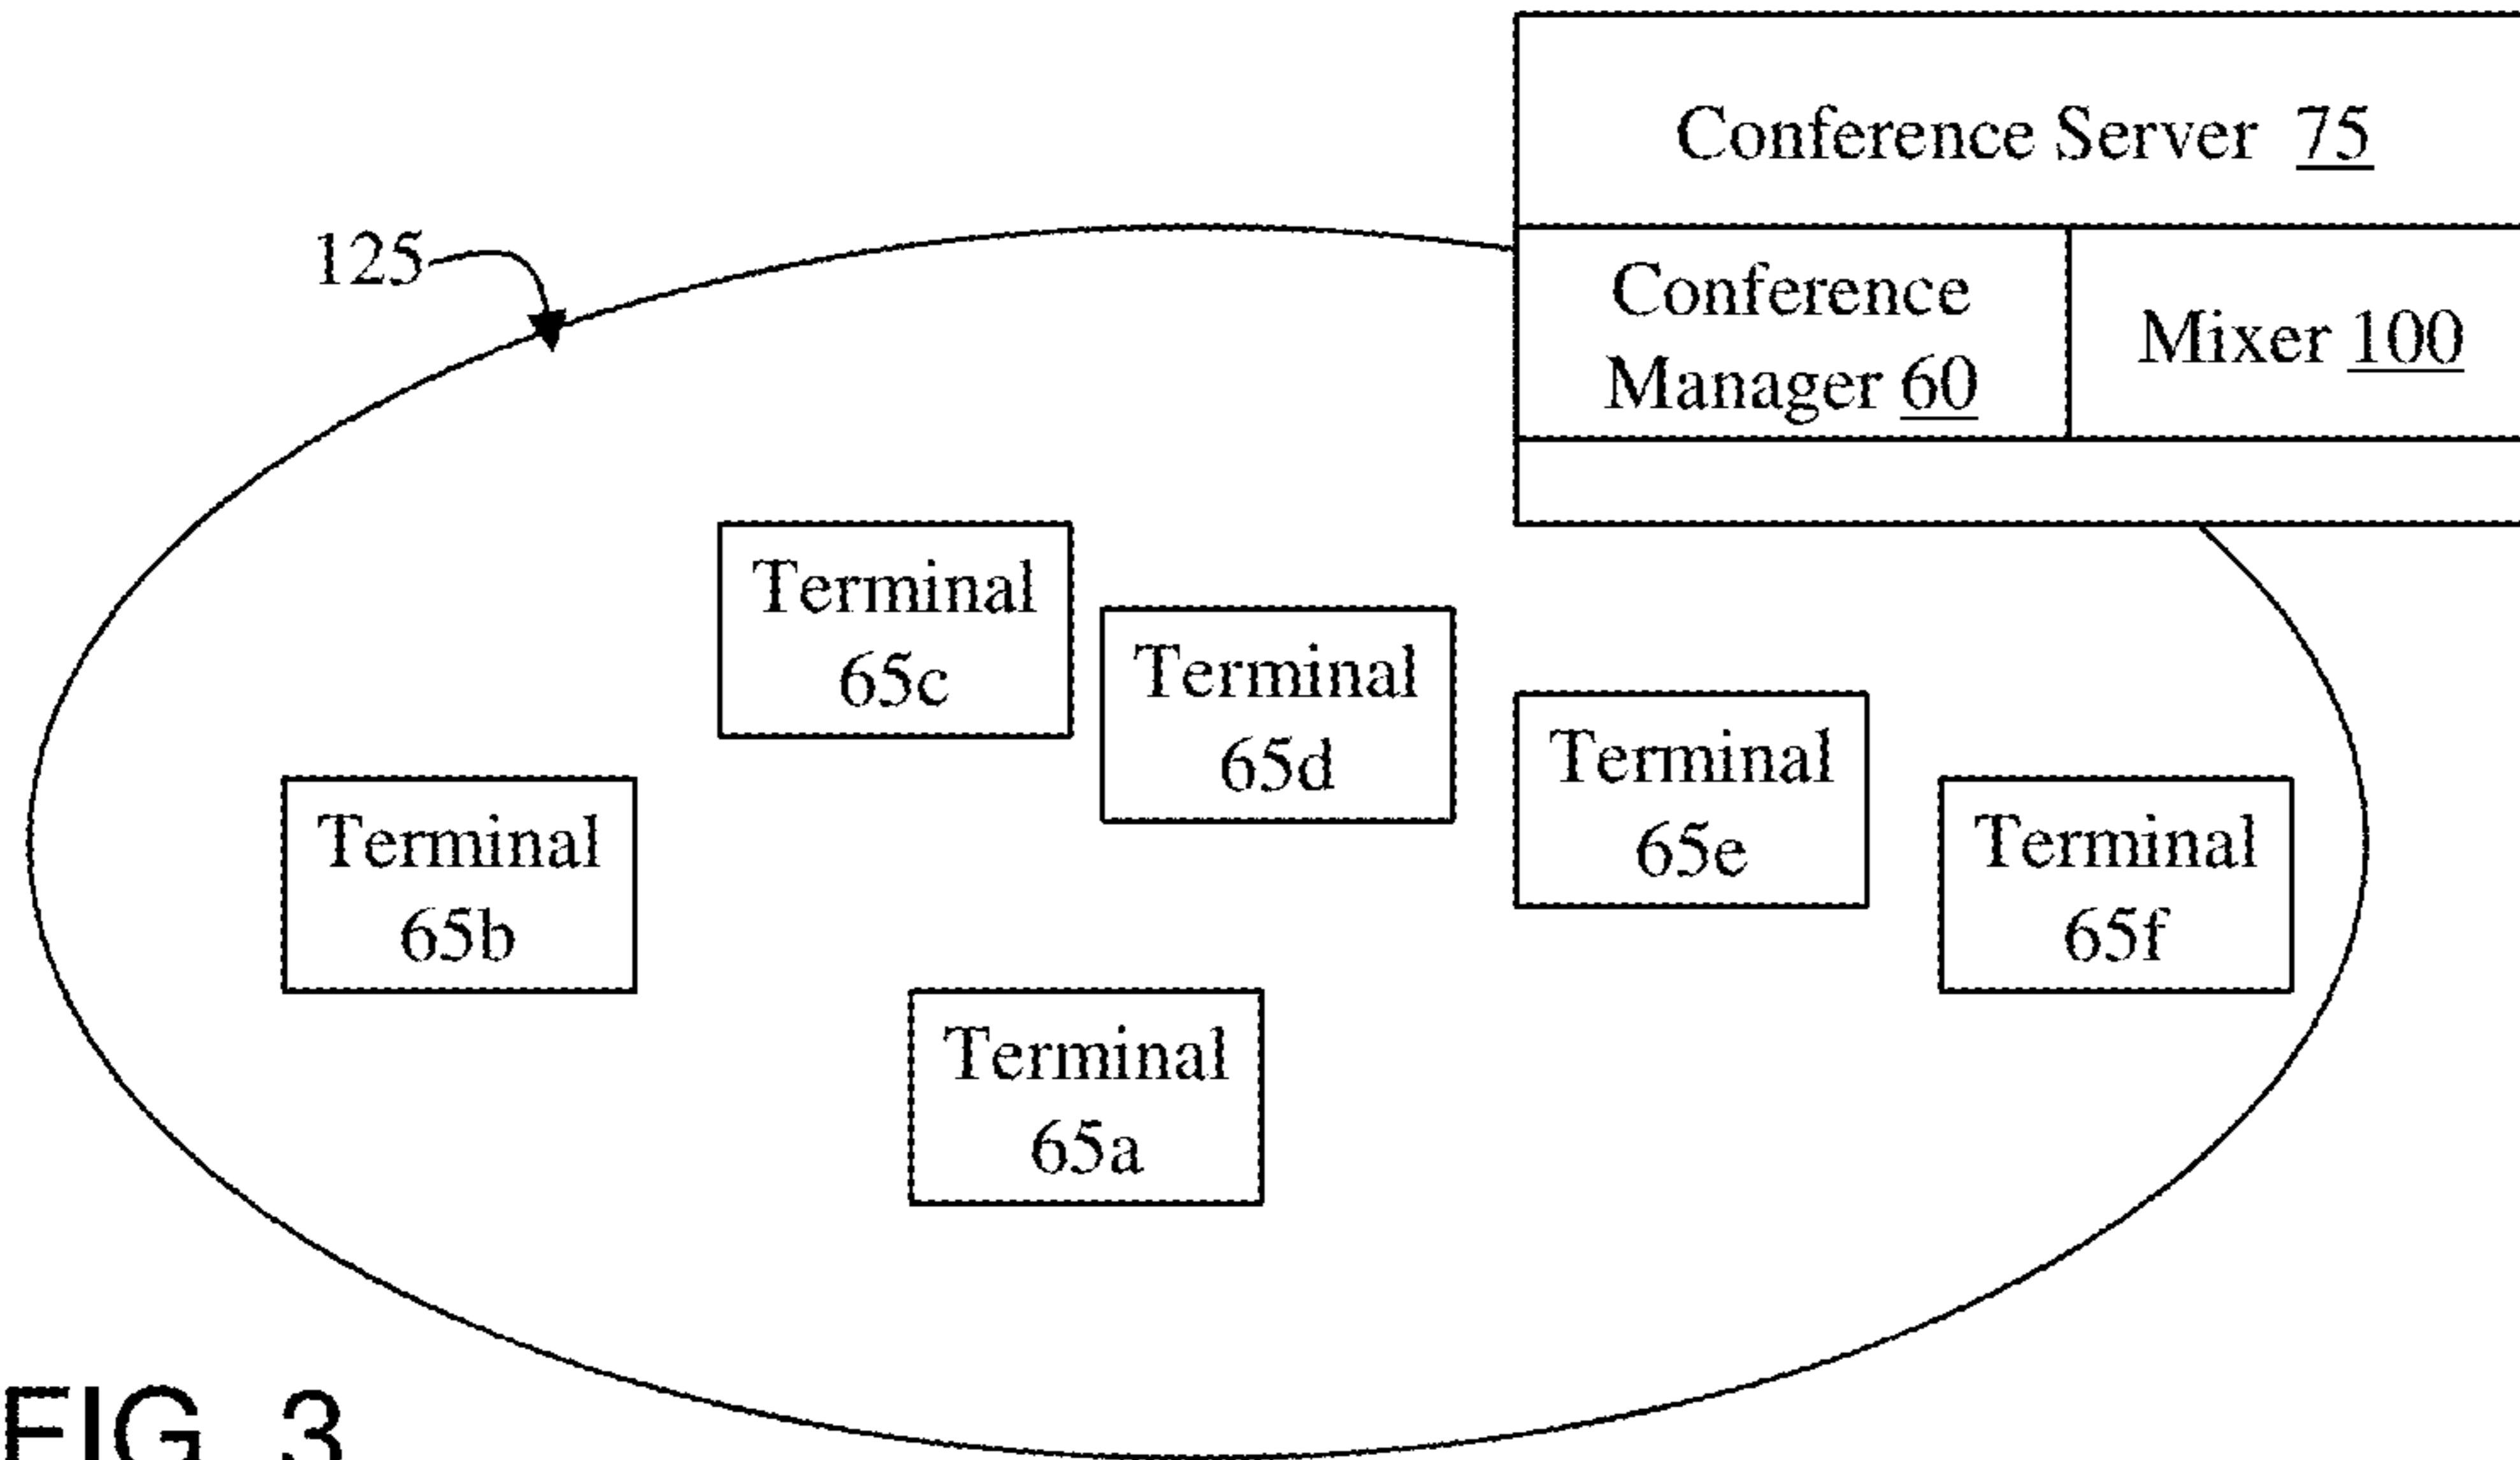 Conference Server 75
125
Conference
Manager 60
Mixer 100
Terminal
65c
Terminal
65d
Terminal
65e
Terminal
65b
Terminal
65f
Terminal
65a
FIG. 3